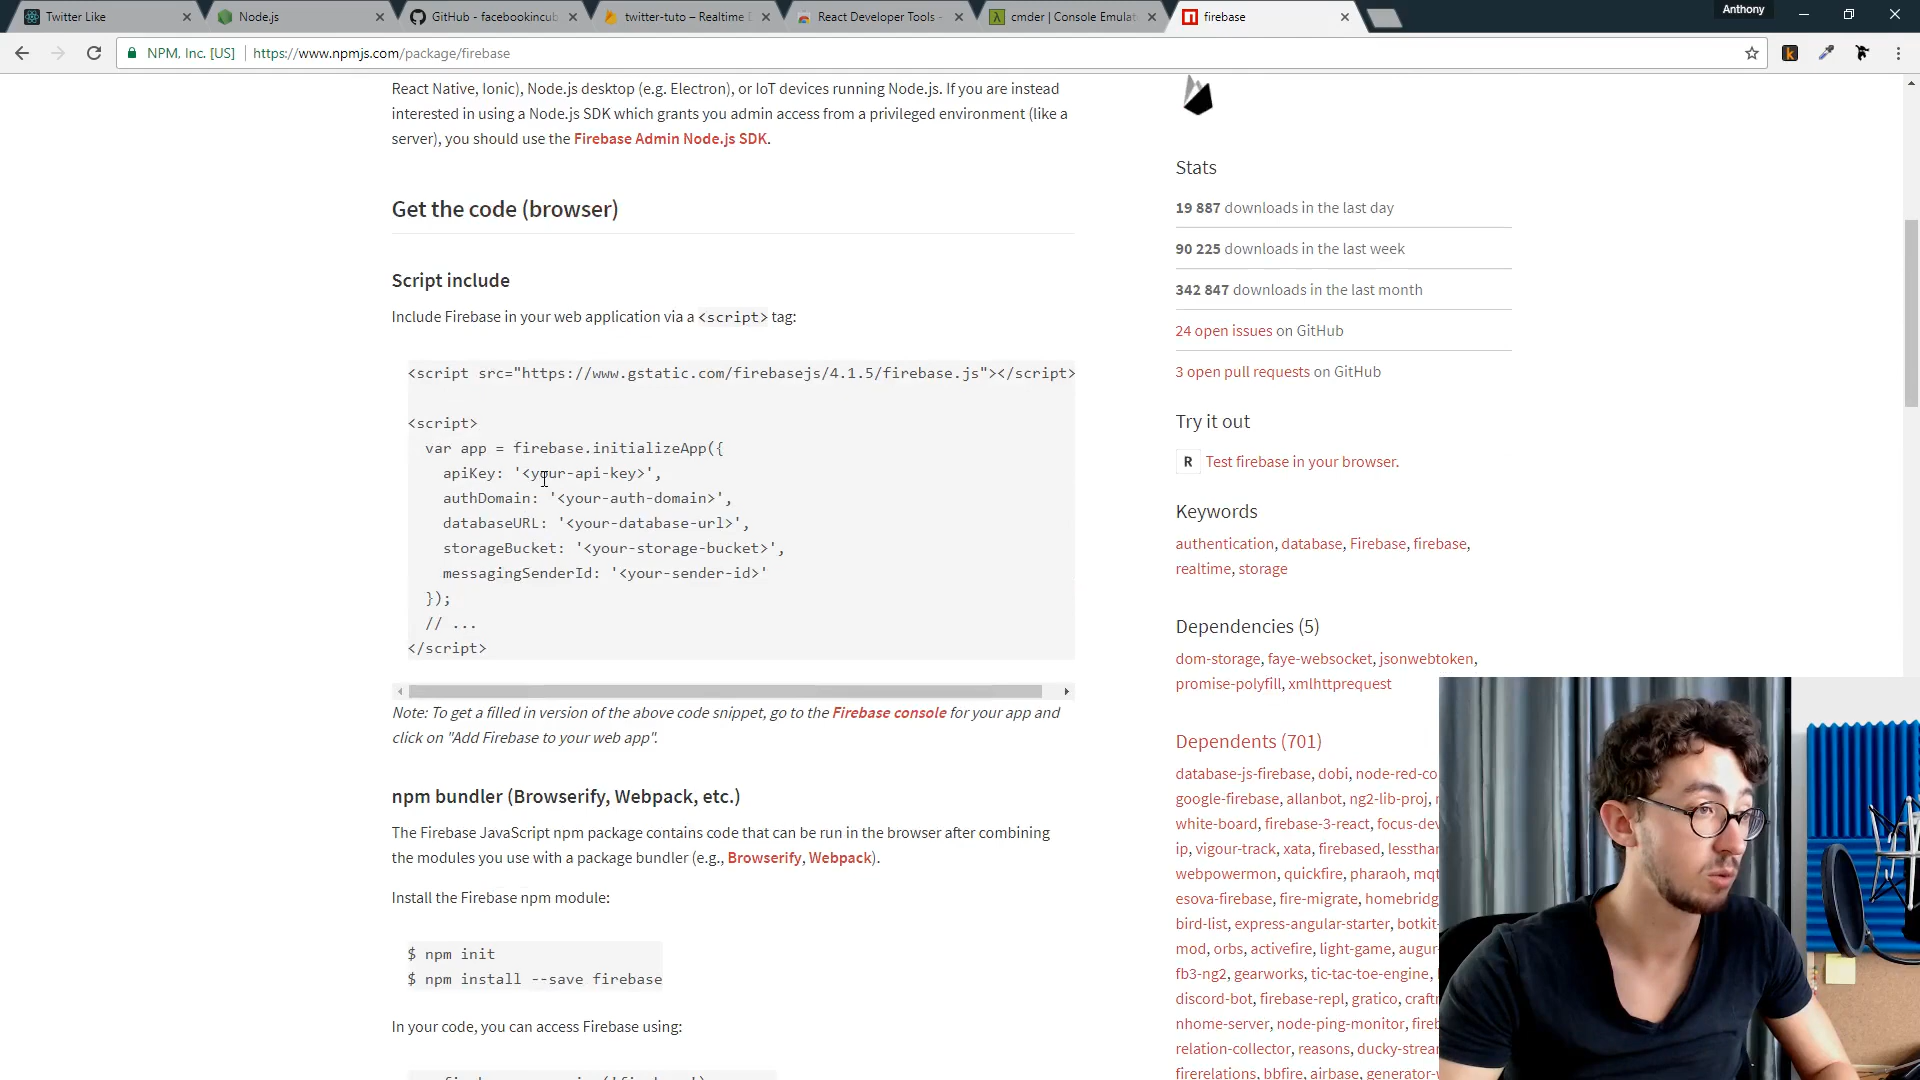 Twitter Like
Node.js
GitHub - facebookincub
twitter-tuto – Realtime D
React Developer Tools -
cmder | Console Emulat
firebase
Anthony
NPM, Inc. [US]
https://www.npmjs.com/package/firebase
React Native, Ionic), Node.js desktop (e.g. Electron), or IoT devices running Node.js. If you are instead
interested in using a Node.js SDK which grants you admin access from a privileged environment (like a
server), you should use the Firebase Admin Node.js SDK.
Get the code (browser)
Script include
Include Firebase in your web application via a <script> tag:
<script src="https://www.gstatic.com/firebasejs/4.1.5/firebase.js"></script>
<script>
var app = firebase.initializeApp({
apiKey: '<your-api-key>',
authDomain: '<your-auth-domain>',
databaseURL: '<your-database-url>',
storageBucket: '<your-storage-bucket>',
messagingSenderId: '<your-sender-id>'
});
// ...
</script>
Note: To get a filled in version of the above code snippet, go to the Firebase console for your app and
click on "Add Firebase to your web app".
npm bundler (Browserify, Webpack, etc.)
The Firebase JavaScript npm package contains code that can be run in the browser after combining
the modules you use with a package bundler (e.g., Browserify, Webpack).
Install the Firebase npm module:
$ npm init
$ npm install --save firebase
In your code, you can access Firebase using:
Stats
19 887 downloads in the last day
90 225 downloads in the last week
342 847 downloads in the last month
24 open issues on GitHub
3 open pull requests on GitHub
Try it out
R Test firebase in your browser.
Keywords
authentication, database, Firebase, firebase,
realtime, storage
Dependencies (5)
dom-storage, faye-websocket, jsonwebtoken,
promise-polyfill, xmlhttprequest
Dependents (701)
database-js-firebase, dobi, node-red-co
google-firebase, allanbot, ng2-lib-proj,
white-board, firebase-3-react, focus-dev
ip, vigour-track, xata, firebased, lessthan
webpowermon, quickfire, pharaoh, mqt
esova-firebase, fire-migrate, homebridg
bird-list, express-angular-starter, botkit-
mod, orbs, activefire, light-game, augur-
fb3-ng2, gearworks, tic-tac-toe-engine,
discord-bot, firebase-repl, gratico, craft
nhome-server, node-ping-monitor, fireb
relation-collector, reasons, ducky-strea
firerelations, bbfire, airbase, generator-